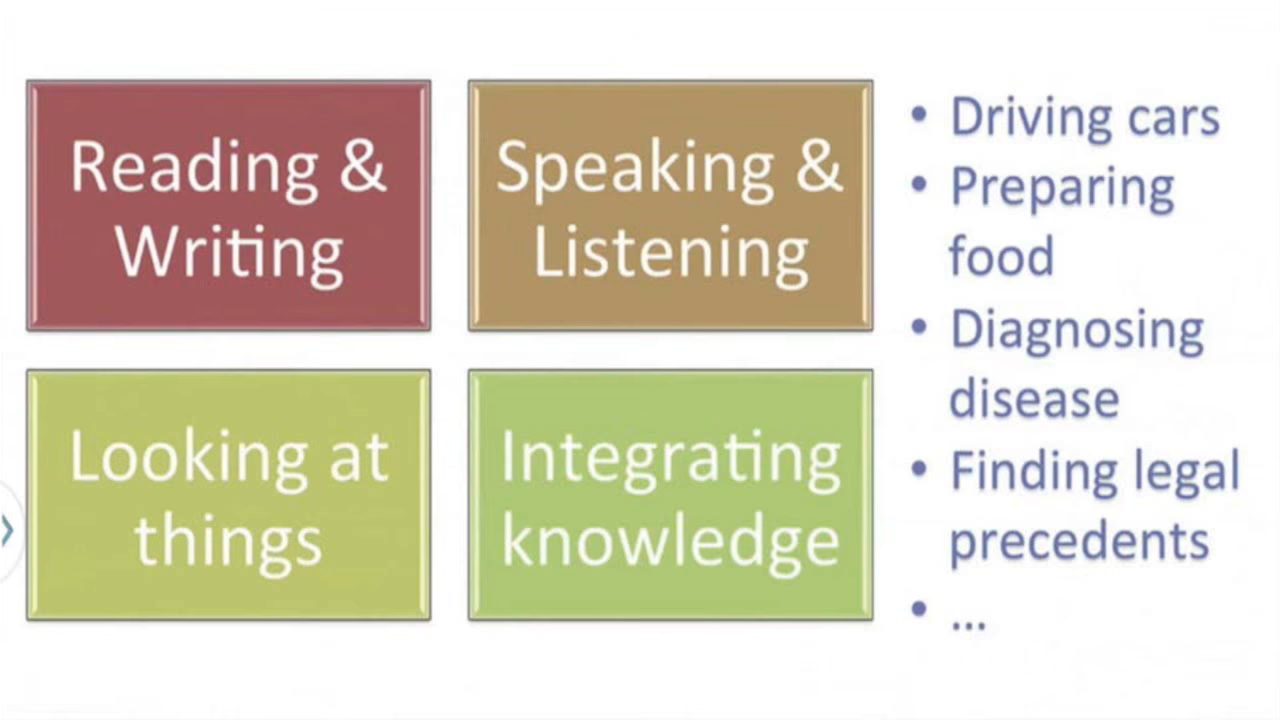 Reading &
Writing
Speaking &
Listening
Looking at
things
Integrating
knowledge
• Driving cars
• Preparing
food
• Diagnosing
disease
• Finding legal
precedents
• ...